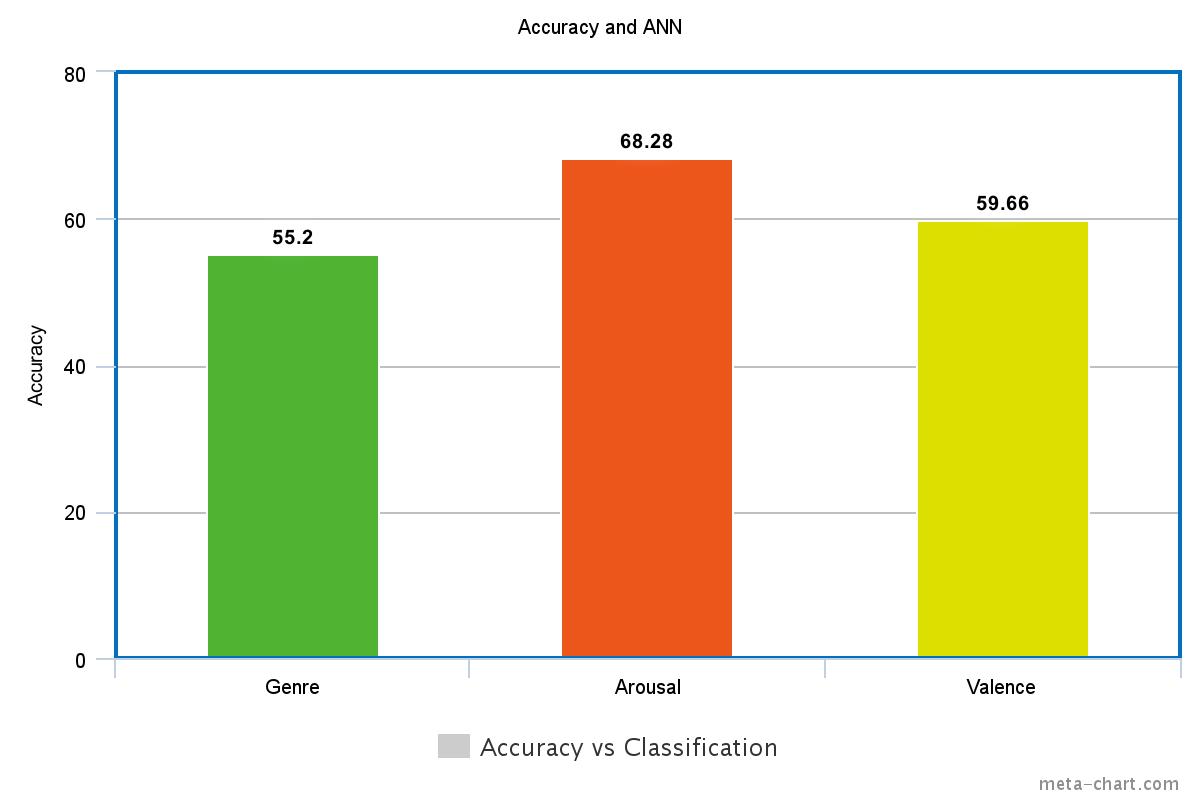 Accuracy and ANN
80
60
40
20
0
Accuracy
55.2
68.28
59.66
Genre
Arousal
Valence
Accuracy vs Classification
meta-chart.com